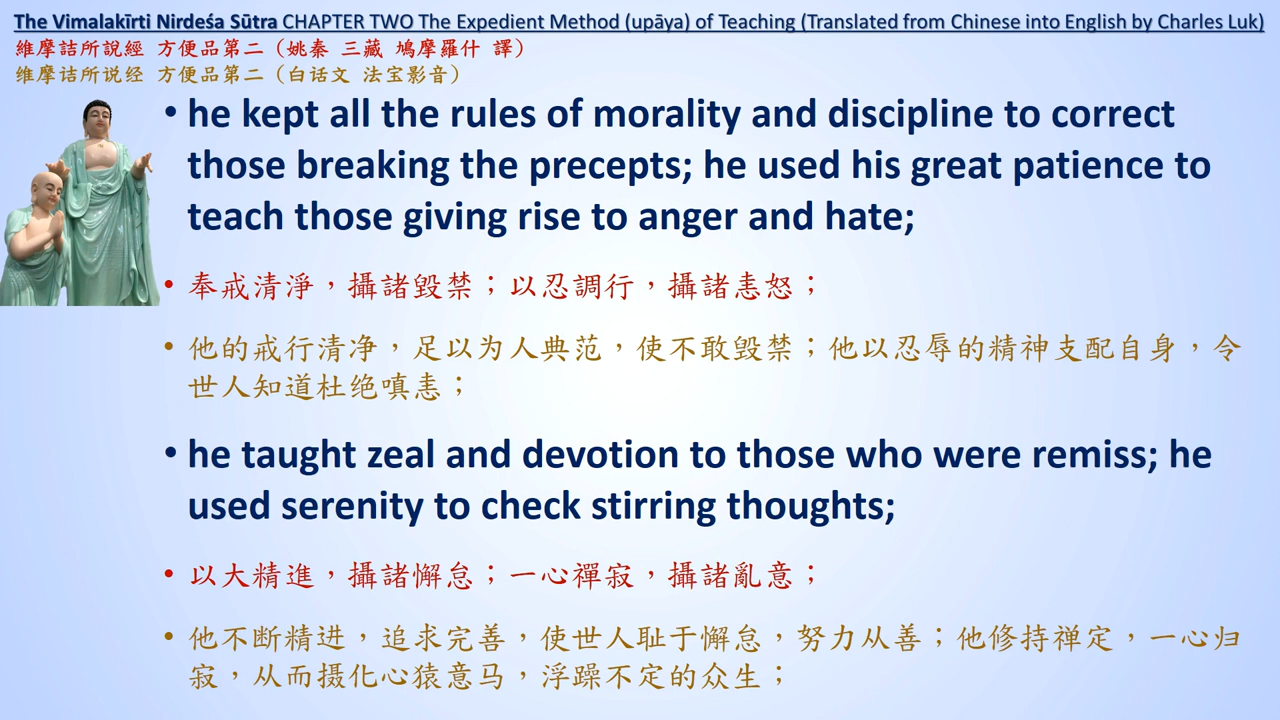 The Vimalakīrti Nirdeśa Sūtra CHAPTER TWO The Expedient Method (upāya) of Teaching (Translated from Chinese into English by Charles Luk)
維摩詰所說經 方便品第二（姚秦 三藏 鳩摩羅什 譯）
维摩诘所说经 方便品第二（白话文 法宝影音）
• he kept all the rules of morality and discipline to correct
those breaking the precepts; he used his great patience to
teach those giving rise to anger and hate;
• 奉戒清淨，攝諸毀禁；以忍調行，攝諸恚怒；
• 他的戒行清净，足以为人典范，使不敢毁禁；他以忍辱的精神支配自身，令
世人知道杜绝嗔恚；
• he taught zeal and devotion to those who were remiss; he
used serenity to check stirring thoughts;
• 以大精進，攝諸懈怠；一心禪寂，攝諸亂意；
• 他不断精进，追求完善，使世人耻于懈怠，努力从善；他修持禅定，一心归
寂，从而摄化心猿意马，浮躁不定的众生；